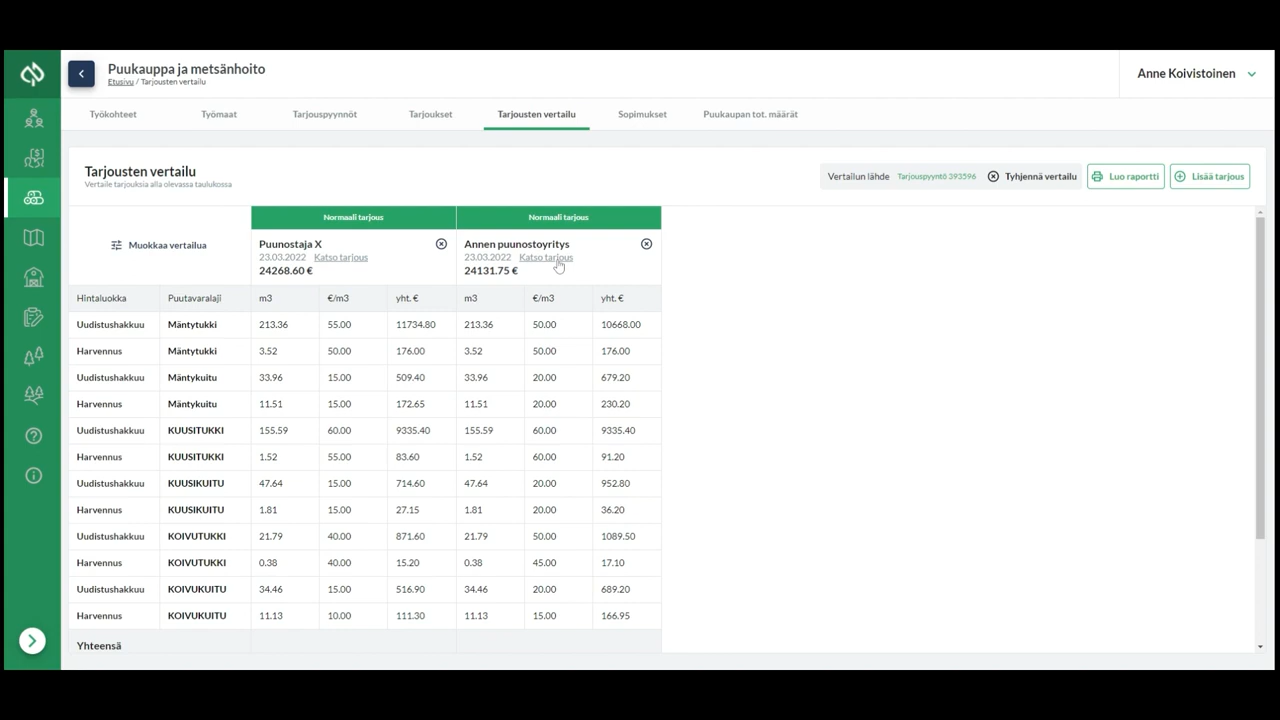 Puukauppa ja metsänhoito
Etusivu / Tarjousten vertailu
Anne Koivistoinen
Työkohteet Työmaat Tarjouspyynnöt Tarjoukset Tarjousten vertailu Sopimukset Puukaupan tot. määrät
Tarjousten vertailu
Vertaile tarjouksia alla olevassa taulukossa
Vertailun lähde Tarjouspyyntö 393596 Tyhjennä vertailu Luo raportti Lisää tarjous
Normaali tarjous Normaali tarjous
Muokkaa vertailua
Puunostaja X Annen puunostoyritys
23.03.2022 Katso tarjous 23.03.2022 Katso tarjous
24268.60 € 24131.75 €
Hintaluokka Puutavaralaji m3 €/m3 yht. € m3 €/m3 yht. €
Uudistushakkuu Mäntytukki 213.36 55.00 11734.80 213.36 50.00 10668.00
Harvennus Mäntytukki 3.52 50.00 176.00 3.52 50.00 176.00
Uudistushakkuu Mäntykuitu 33.96 15.00 509.40 33.96 20.00 679.20
Harvennus Mäntykuitu 11.51 15.00 172.65 11.51 20.00 230.20
Uudistushakkuu KUUSITUKKI 155.59 60.00 9335.40 155.59 60.00 9335.40
Harvennus KUUSITUKKI 1.52 55.00 83.60 1.52 60.00 91.20
Uudistushakkuu KUUSIKUITU 47.64 15.00 714.60 47.64 20.00 952.80
Harvennus KUUSIKUITU 1.81 15.00 27.15 1.81 20.00 36.20
Uudistushakkuu KOIVUTUKKI 21.79 40.00 871.60 21.79 50.00 1089.50
Harvennus KOIVUTUKKI 0.38 40.00 15.20 0.38 45.00 17.10
Uudistushakkuu KOIVUKUITU 34.46 15.00 516.90 34.46 20.00 689.20
Harvennus KOIVUKUITU 11.13 10.00 111.30 11.13 15.00 166.95
Yhteensä